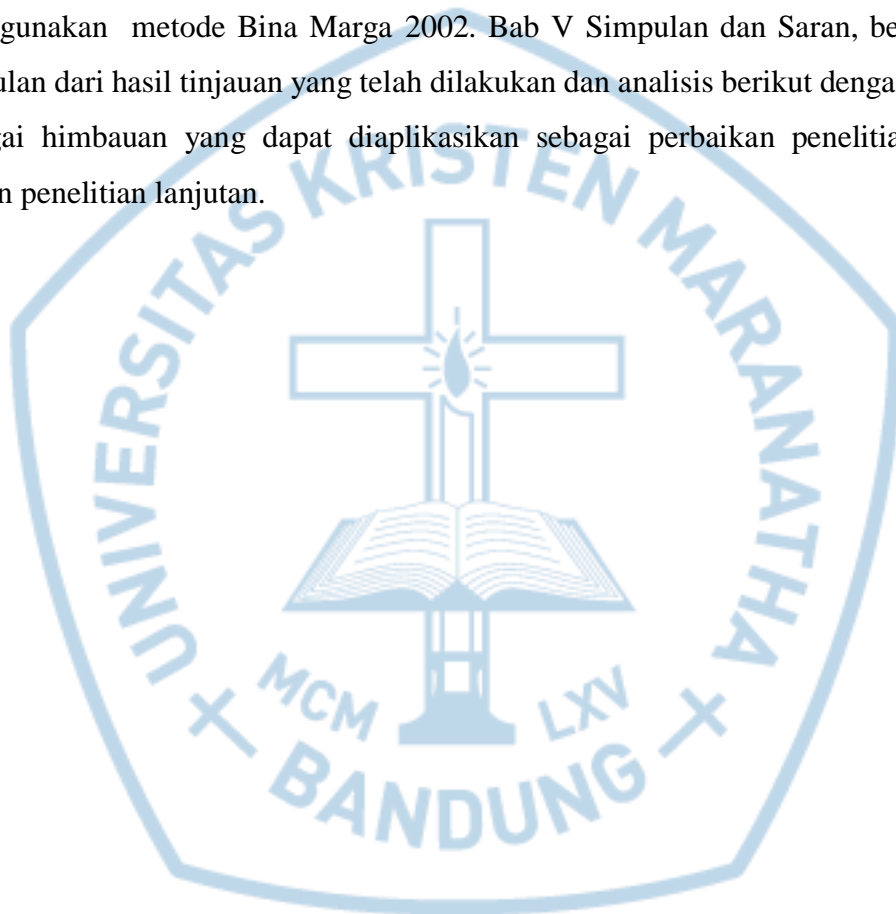 gunakan metode Bina Marga 2002. Bab V Simpulan dan Saran, be
ulan dari hasil tinjauan yang telah dilakukan dan analisis berikut denga
gai himbauan yang dapat diaplikasikan sebagai perbaikan penelitia
n penelitian lanjutan.
UNIVERSITAS KRISTEN MARANATHA
MCM LXV
BANDUNG